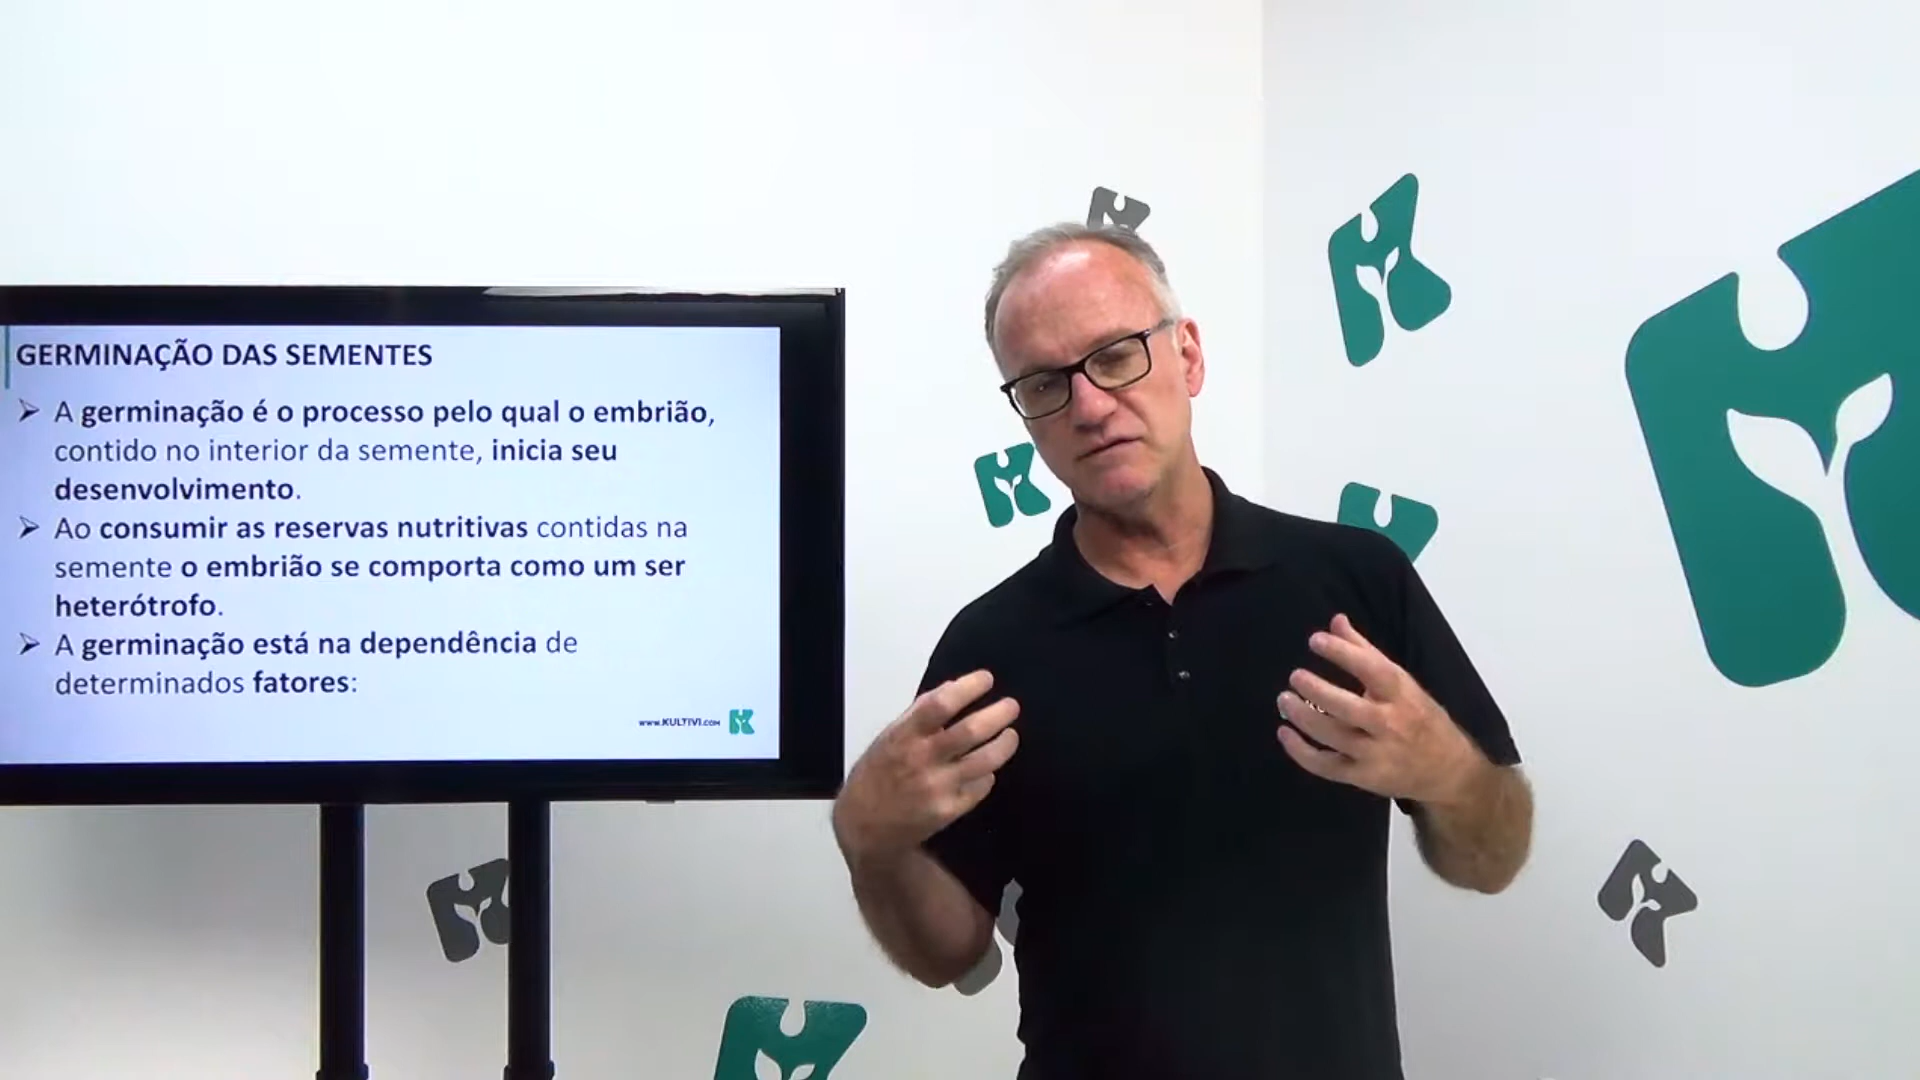 GERMINAÇÃO DAS SEMENTES
➢ A germinação é o processo pelo qual o embrião,
contido no interior da semente, inicia seu
desenvolvimento.
➢ Ao consumir as reservas nutritivas contidas na
semente o embrião se comporta como um ser
heterótrofo.
➢ A germinação está na dependência de
determinados fatores:
www.KULTIVI.com